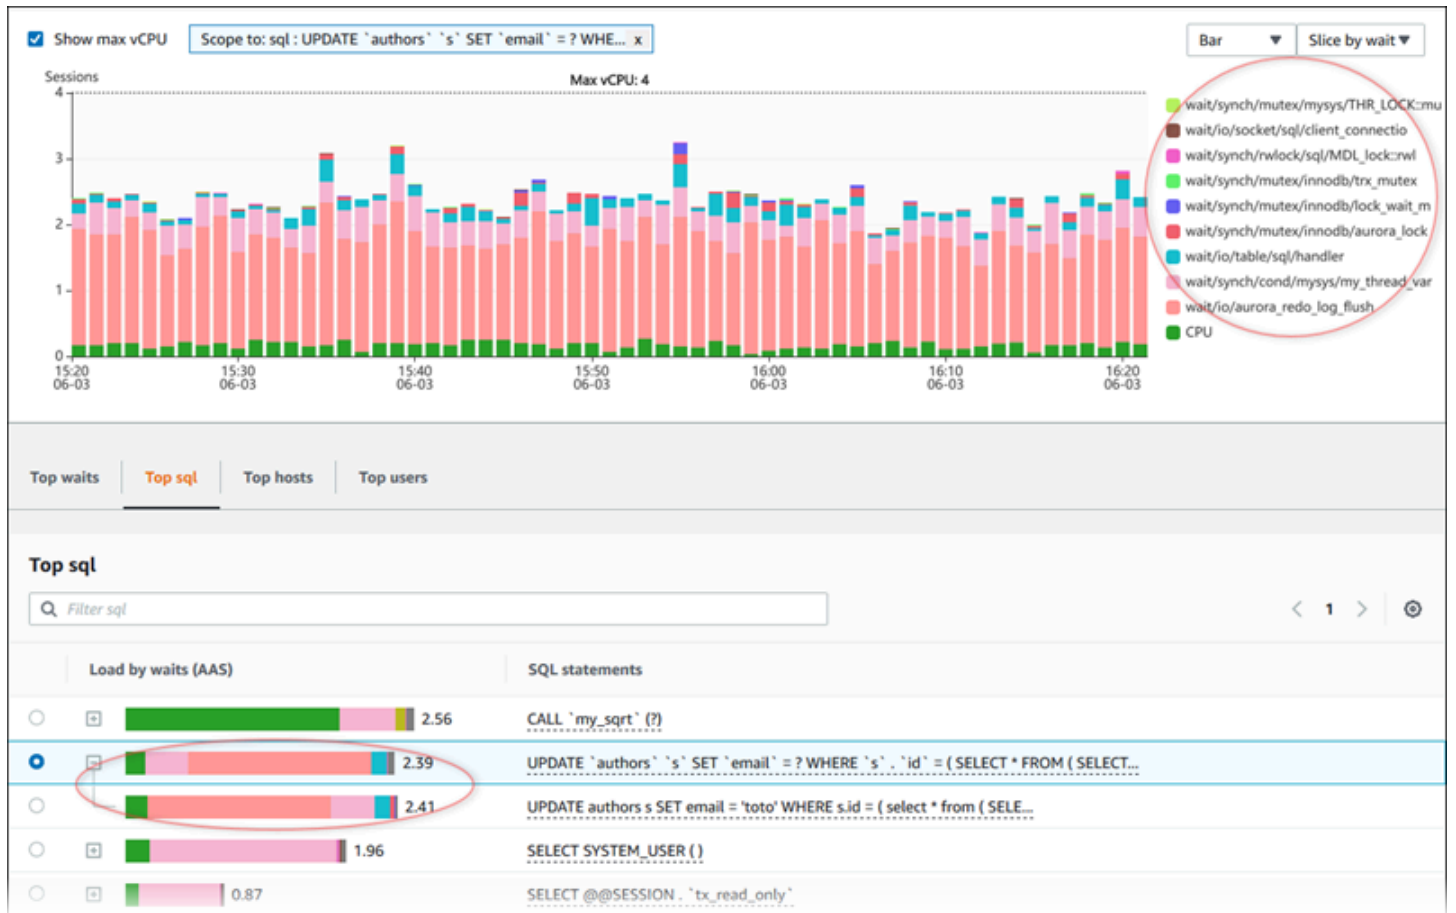 Show max vCPU
Scope to: sql : UPDATE `authors` `s` SET `email` = ? WHE... x
Bar
Slice by wait
Sessions
Max vCPU: 4
4
3
2
1
0
15:20
06-03
15:30
06-03
15:40
06-03
15:50
06-03
16:00
06-03
16:10
06-03
16:20
06-03
wait/synch/mutex/mysys/THR_LOCK::mu
wait/io/socket/sql/client_connectio
wait/synch/rwlock/sql/MDL_lock::rwl
wait/synch/mutex/innodb/trx_mutex
wait/synch/mutex/innodb/lock_wait_m
wait/synch/mutex/innodb/aurora_lock
wait/io/table/sql/handler
wait/synch/cond/mysys/my_thread_var
wait/io/aurora_redo_log_flush
CPU
Top waits
Top sql
Top hosts
Top users
Top sql
Filter sql
1
Load by waits (AAS)
SQL statements
2.56
CALL `my_sqrt` (?)
2.39
UPDATE `authors` `s` SET `email` = ? WHERE `s` . `id` = ( SELECT * FROM ( SELECT...
2.41
UPDATE authors s SET email = 'toto' WHERE s.id = ( select * from ( SELE...
1.96
SELECT SYSTEM_USER ( )
0.87
SELECT @@SESSION . `tx_read_only`